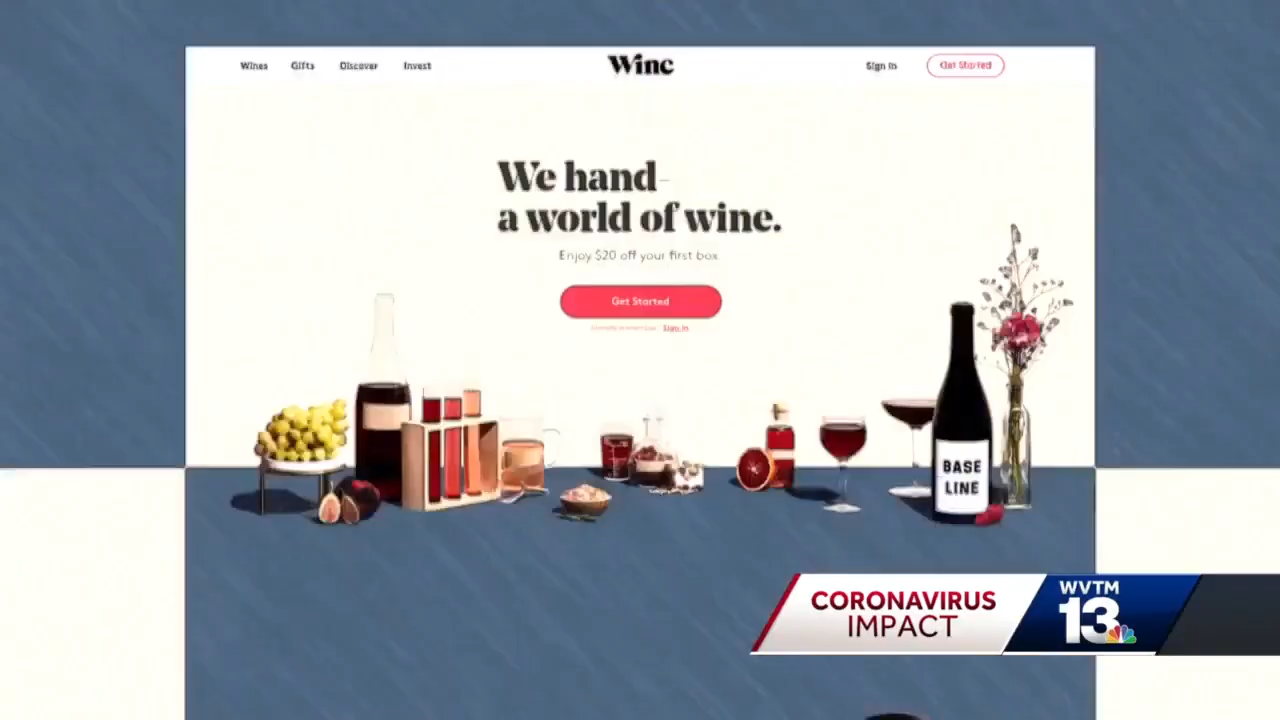 Wines Gifts Discover Invest Winc Sign In Get Started
We hand-
a world of wine.
Enjoy $20 off your first box
Get Started
Sign In
BASE
LINE
CORONAVIRUS
IMPACT
WVTM
13